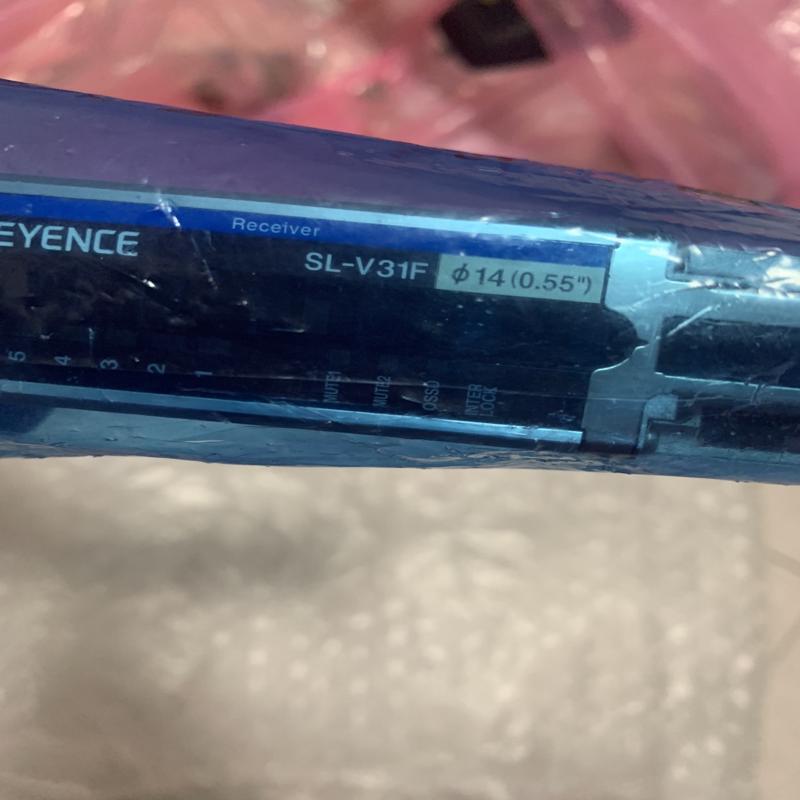 EYENCE
Receiver
SL-V31F
ϕ14 (0.55")
5 4 3 2 1
MUTE1
MUTE2
OSSD
INTER
LOCK